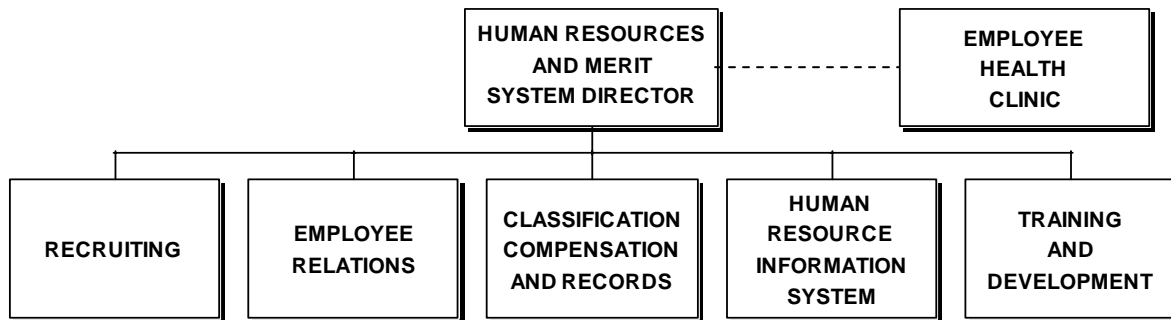 HUMAN RESOURCES
AND MERIT
SYSTEM DIRECTOR
EMPLOYEE
HEALTH
CLINIC
RECRUITING
EMPLOYEE
RELATIONS
CLASSIFICATION
COMPENSATION
AND RECORDS
HUMAN
RESOURCE
INFORMATION
SYSTEM
TRAINING
AND
DEVELOPMENT